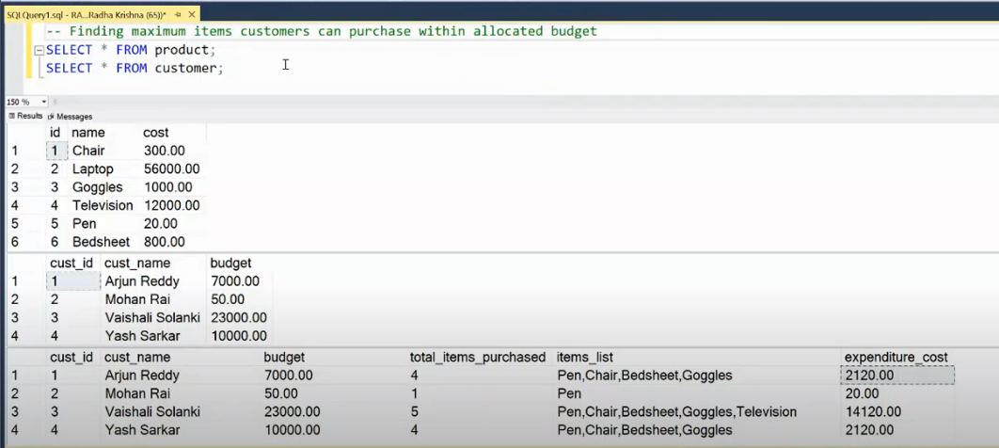 SQLQuery1.sql - RA...Radha Krishna (65))*
-- Finding maximum items customers can purchase within allocated budget
SELECT * FROM product;
SELECT * FROM customer;
150 %
Results Messages
id name cost
1 1 Chair 300.00
2 2 Laptop 56000.00
3 3 Goggles 1000.00
4 4 Television 12000.00
5 5 Pen 20.00
6 6 Bedsheet 800.00
cust_id cust_name budget
1 1 Arjun Reddy 7000.00
2 2 Mohan Rai 50.00
3 3 Vaishali Solanki 23000.00
4 4 Yash Sarkar 10000.00
cust_id cust_name budget total_items_purchased items_list expenditure_cost
1 1 Arjun Reddy 7000.00 4 Pen,Chair,Bedsheet,Goggles 2120.00
2 2 Mohan Rai 50.00 1 Pen 20.00
3 3 Vaishali Solanki 23000.00 5 Pen,Chair,Bedsheet,Goggles,Television 14120.00
4 4 Yash Sarkar 10000.00 4 Pen,Chair,Bedsheet,Goggles 2120.00